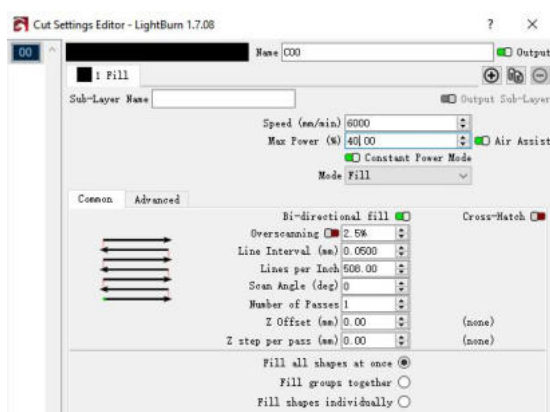 Cut Settings Editor - LightBurn 1.7.08 ? ×
00 Name C00 Output
1 Fill
Sub-Layer Name Output Sub-Layer
Speed (mm/min) 6000
Max Power (%) 40.00 Air Assist
Constant Power Mode
Mode Fill
Common Advanced
Bi-directional fill Cross-Hatch
Overscanning 2.5%
Line Interval (mm) 0.0500
Lines per Inch 508.00
Scan Angle (deg) 0
Number of Passes 1
Z Offset (mm) 0.00 (none)
Z step per pass (mm) 0.00 (none)
Fill all shapes at once
Fill groups together
Fill shapes individually